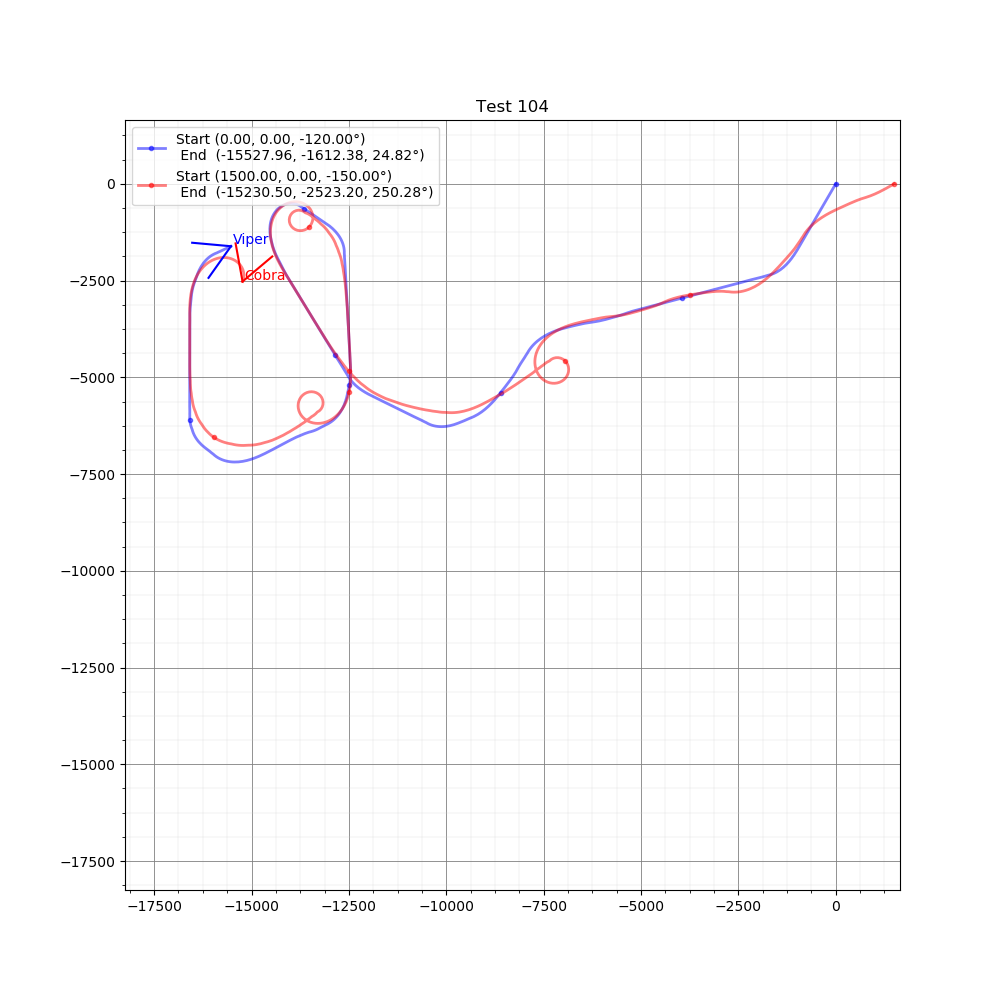 Test 104
Start (0.00, 0.00, -120.00°)
End (-15527.96, -1612.38, 24.82°)
Start (1500.00, 0.00, -150.00°)
End (-15230.50, -2523.20, 250.28°)
Viper
Cobra
0
−2500
−5000
−7500
−10000
−12500
−15000
−17500
−17500 −15000 −12500 −10000 −7500 −5000 −2500 0